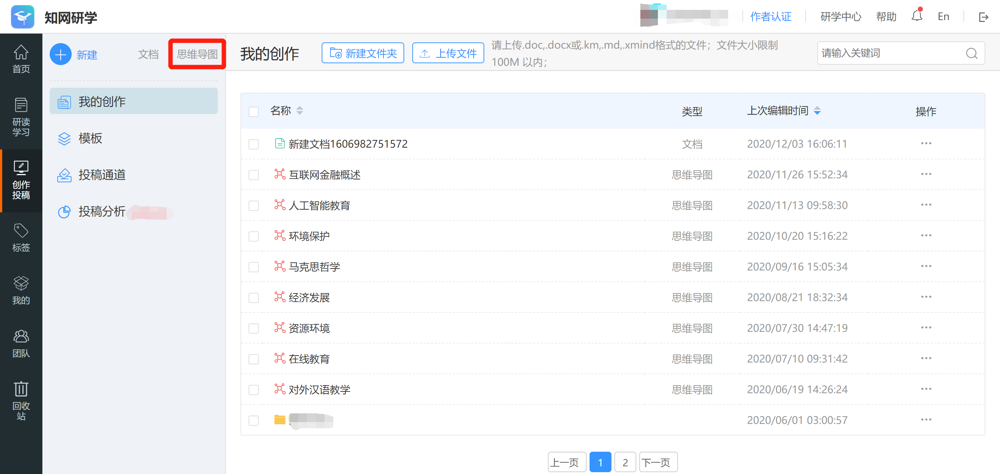 知网研学
作者认证
研学中心
帮助
En
首页
研读
学习
创作
投稿
标签
我的
团队
回收
站
新建
文档
思维导图
我的创作
模板
投稿通道
投稿分析
我的创作
新建文件夹
上传文件
请上传.doc,.docx或.km,.md,.xmind格式的文件；文件大小限制
100M 以内；
请输入关键词
名称 类型 上次编辑时间 操作
新建文档1606982751572 文档 2020/12/03 16:06:11 ···
互联网金融概述 思维导图 2020/11/26 15:52:34 ···
人工智能教育 思维导图 2020/11/13 09:58:30 ···
环境保护 思维导图 2020/10/20 15:16:22 ···
马克思哲学 思维导图 2020/09/16 15:05:34 ···
经济发展 思维导图 2020/08/21 18:32:34 ···
资源环境 思维导图 2020/07/30 14:47:19 ···
在线教育 思维导图 2020/07/10 09:31:42 ···
对外汉语教学 思维导图 2020/06/19 14:26:24 ···
2020/06/01 03:00:57 ···
上一页 1 2 下一页